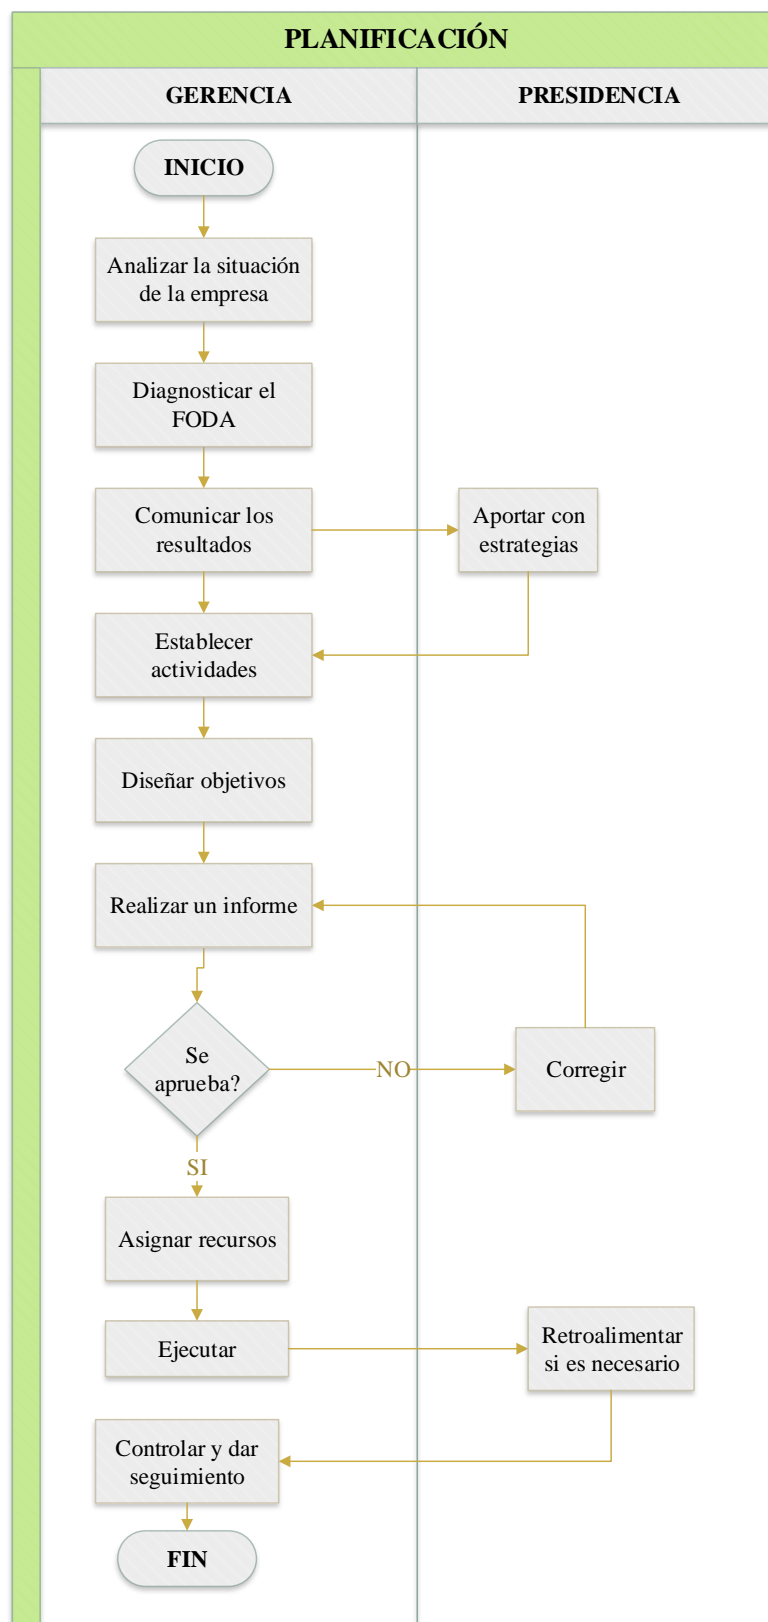 PLANIFICACIÓN
GERENCIA
PRESIDENCIA
INICIO
Analizar la situación
de la empresa
Diagnosticar el
FODA
Comunicar los
resultados
Aportar con
estrategias
Establecer
actividades
Diseñar objetivos
Realizar un informe
Se
aprueba?
NO
Corregir
SI
Asignar recursos
Ejecutar
Retroalimentar
si es necesario
Controlar y dar
seguimiento
FIN